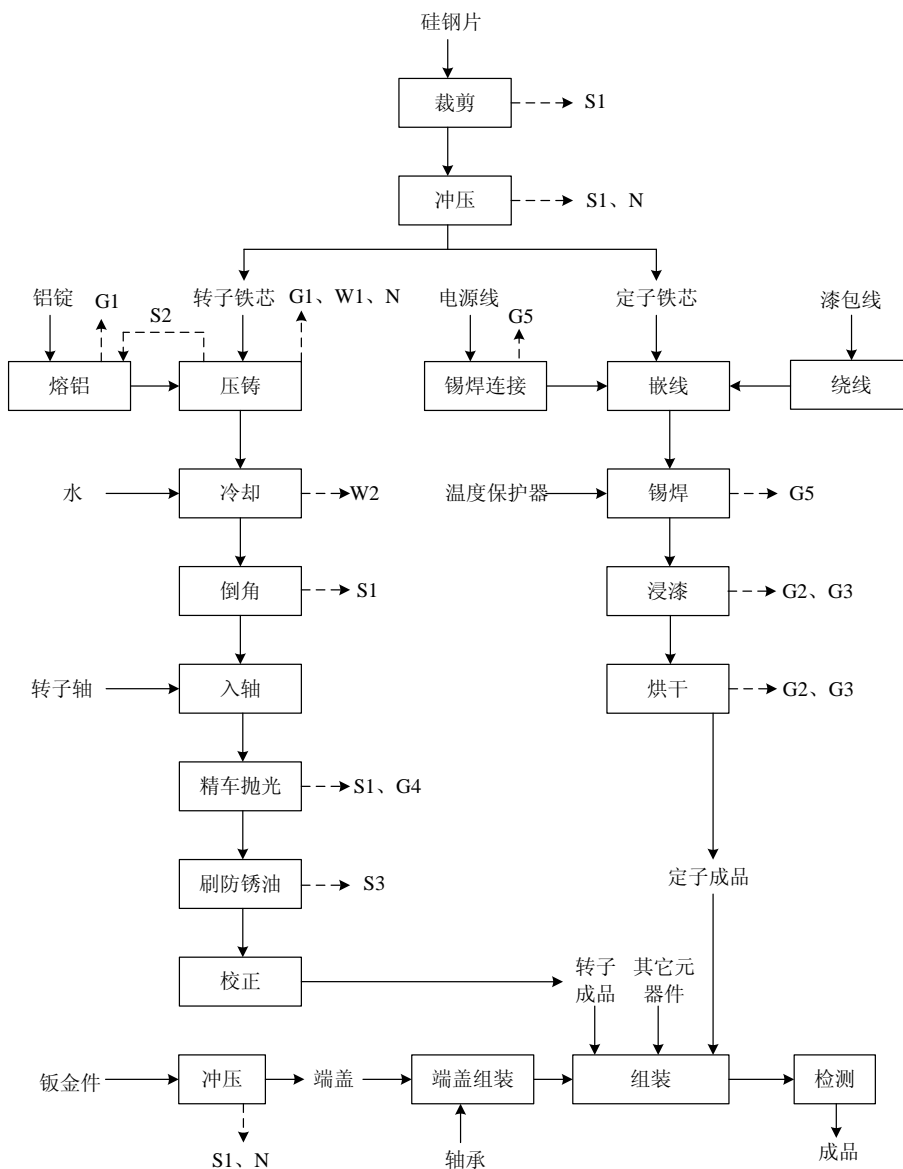 硅钢片
裁剪
S1
冲压
S1、N
铝锭
G1
S2
转子铁芯
G1、W1、N
电源线
G5
定子铁芯
漆包线
熔铝
压铸
锡焊连接
嵌线
绕线
水
冷却
W2
温度保护器
锡焊
G5
倒角
S1
浸漆
G2、G3
转子轴
入轴
烘干
G2、G3
精车抛光
S1、G4
刷防锈油
S3
定子成品
校正
转子
成品
其它元
器件
钣金件
冲压
端盖
端盖组装
组装
检测
S1、N
轴承
成品